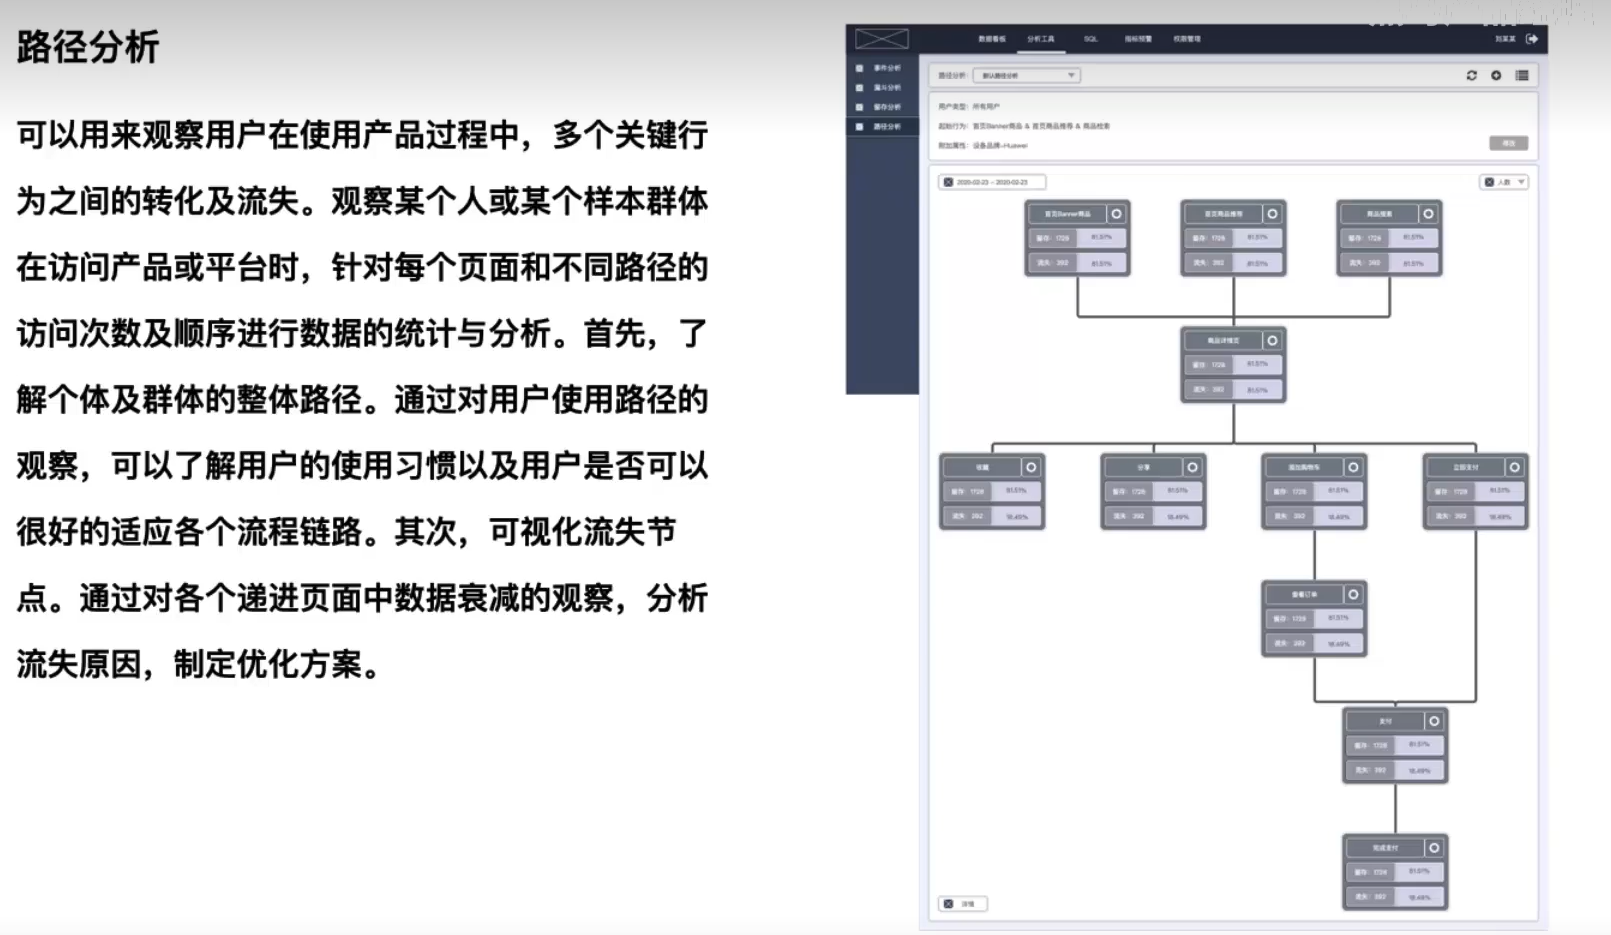 路径分析
可以用来观察用户在使用产品过程中，多个关键行
为之间的转化及流失。观察某个人或某个样本群体
在访问产品或平台时，针对每个页面和不同路径的
访问次数及顺序进行数据的统计与分析。首先，了
解个体及群体的整体路径。通过对用户使用路径的
观察，可以了解用户的使用习惯以及用户是否可以
很好的适应各个流程链路。其次，可视化流失节
点。通过对各个递进页面中数据衰减的观察，分析
流失原因，制定优化方案。
数据看板 分析工具 SQL 指标预警 权限管理 刘某某
事件分析
漏斗分析
留存分析
路径分析
路径分析： 默认路径分析
用户类型：所有用户
起始行为：首页Banner商品 & 首页商品推荐 & 商品检索
附加属性：设备品牌-Huawei
2020-02-23 ~ 2020-02-23 人数
首页Banner商品 首页商品推荐 商品搜索
留存：1729 81.51% 留存：1729 81.51% 留存：1729 81.51%
流失：392 81.51% 流失：392 81.51% 流失：392 81.51%
商品详情页
留存：1729 81.51%
流失：392 81.51%
收藏 分享 添加购物车 立即支付
留存：1729 81.51% 留存：1729 81.51% 留存：1729 81.51% 留存：1729 81.51%
流失：392 18.49% 流失：392 18.49% 流失：392 18.49% 流失：392 18.49%
查看订单
留存：1729 81.51%
流失：392 18.49%
支付
留存：1729 81.51%
流失：392 18.49%
完成支付
留存：1729 81.51%
流失：392 18.49%
详情